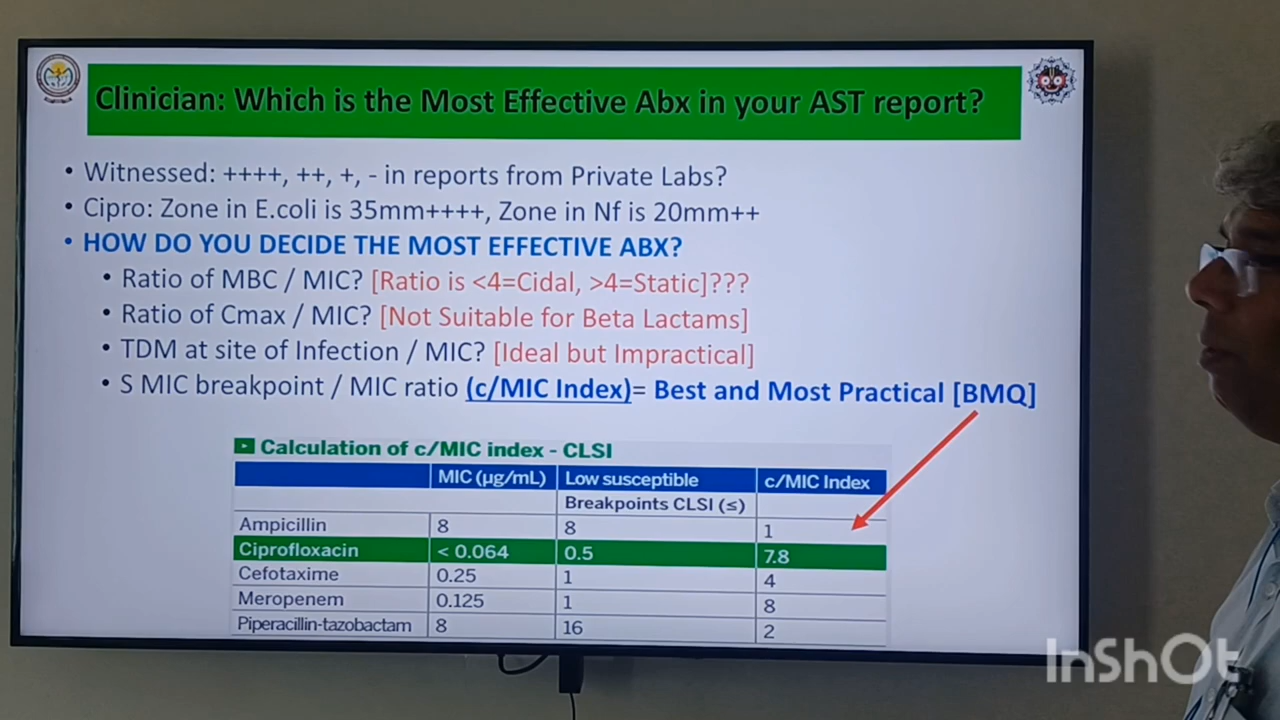 Clinician: Which is the Most Effective Abx in your AST report?
• Witnessed: ++++, ++, +, - in reports from Private Labs?
• Cipro: Zone in E.coli is 35mm++++, Zone in Nf is 20mm++
• HOW DO YOU DECIDE THE MOST EFFECTIVE ABX?
• Ratio of MBC / MIC? [Ratio is <4=Cidal, >4=Static]???
• Ratio of Cmax / MIC? [Not Suitable for Beta Lactams]
• TDM at site of Infection / MIC? [Ideal but Impractical]
• S MIC breakpoint / MIC ratio (c/MIC Index)= Best and Most Practical [BMQ]
Calculation of c/MIC index - CLSI
MIC (µg/mL) Low susceptible c/MIC Index
Breakpoints CLSI (≤)
Ampicillin 8 8 1
Ciprofloxacin < 0.064 0.5 7.8
Cefotaxime 0.25 1 4
Meropenem 0.125 1 8
Piperacillin-tazobactam 8 16 2
InShOt